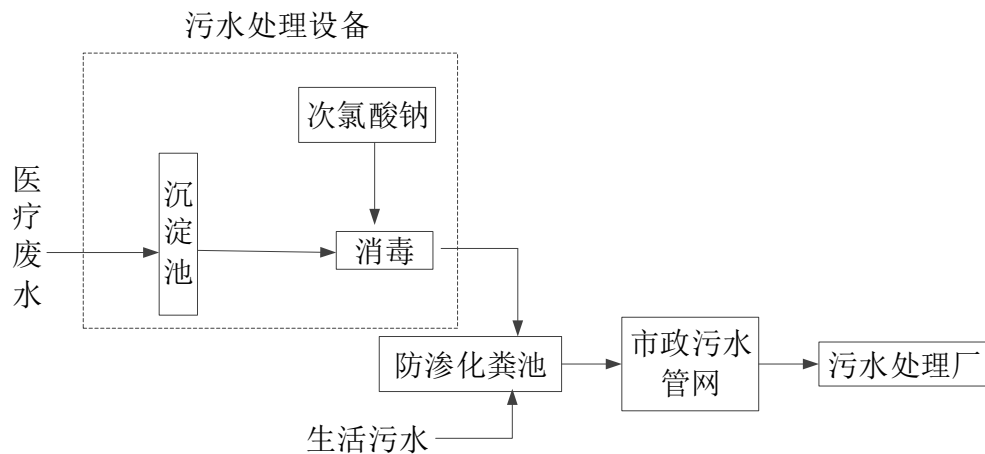 污水处理设备
次氯酸钠
医疗废水
沉淀池
消毒
防渗化粪池
市政污水
管网
污水处理厂
生活污水